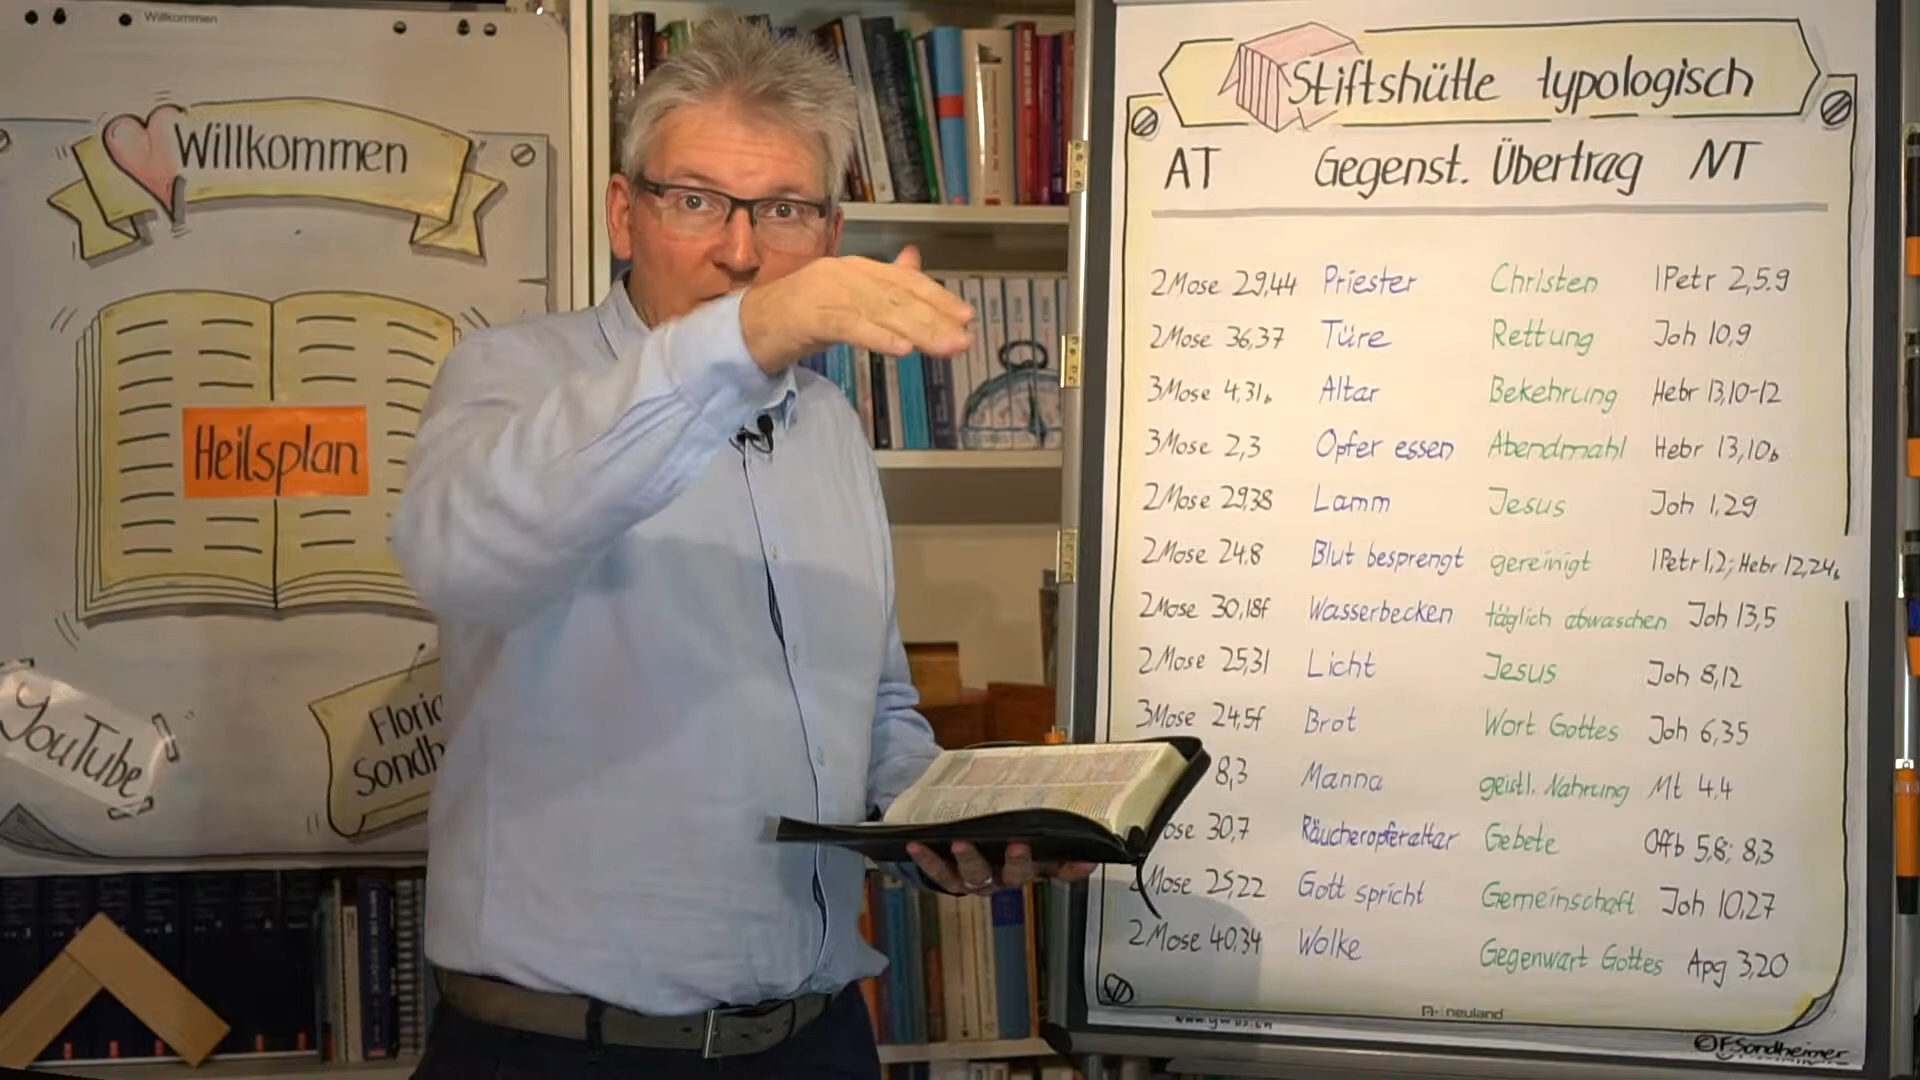 Willkommen
Willkommen
Heilsplan
YouTube
Floria
Sondh
Stiftshütte typologisch
AT Gegenst. Übertrag NT
2Mose 29,44 Priester Christen 1Petr 2,5.9
2Mose 36,37 Türe Rettung Joh 10,9
3Mose 4,31b Altar Bekehrung Hebr 13,10-12
3Mose 2,3 Opfer essen Abendmahl Hebr 13,10b
2Mose 29,38 Lamm Jesus Joh 1,29
2Mose 24,8 Blut besprengt gereinigt 1Petr 1,2; Hebr 12,24b
2Mose 30,18f Wasserbecken täglich abwaschen Joh 13,5
2Mose 25,31 Licht Jesus Joh 8,12
3Mose 24,5f Brot Wort Gottes Joh 6,35
8,3 Manna geistl. Nahrung Mt 4,4
ose 30,7 Räucheropferaltar Gebete Offb 5,8; 8,3
Mose 25,22 Gott spricht Gemeinschaft Joh 10,27
2Mose 40,34 Wolke Gegenwart Gottes Apg 3,20
neuland
©FSondheimer